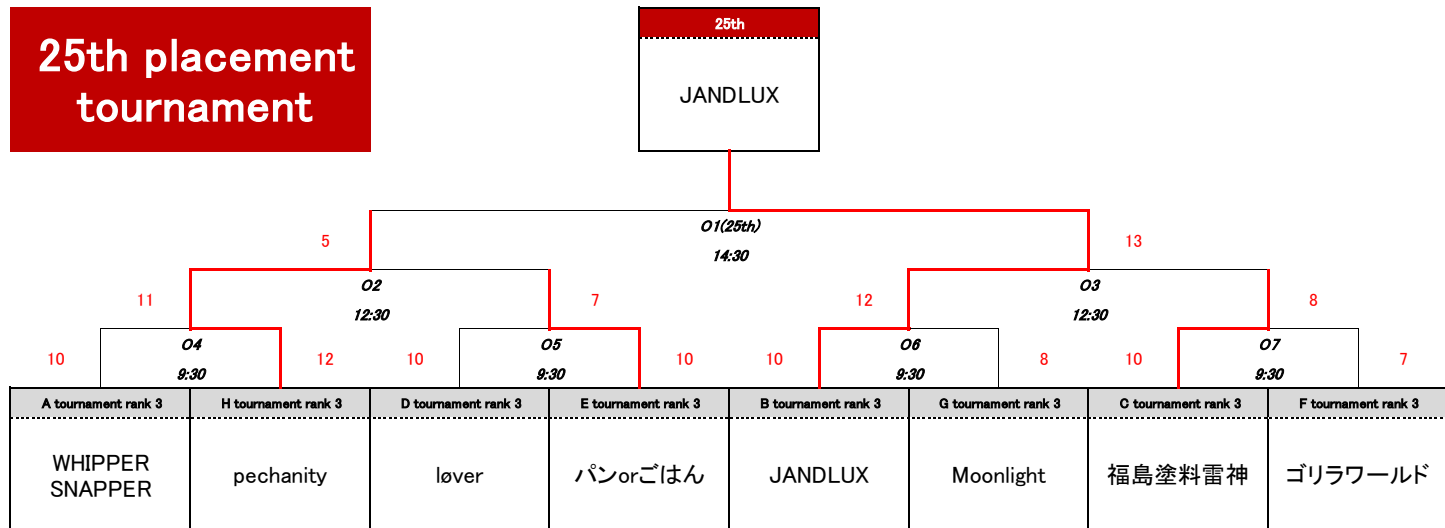 25th placement
tournament
25th
JANDLUX
O1(25th)
14:30
5
13
O2
12:30
O3
12:30
11
7
12
8
O4
9:30
O5
9:30
O6
9:30
O7
9:30
10
12
10
10
10
8
10
7
A tournament rank 3
H tournament rank 3
D tournament rank 3
E tournament rank 3
B tournament rank 3
G tournament rank 3
C tournament rank 3
F tournament rank 3
WHIPPER
SNAPPER
pechanity
løver
パンorごはん
JANDLUX
Moonlight
福島塗料雷神
ゴリラワールド